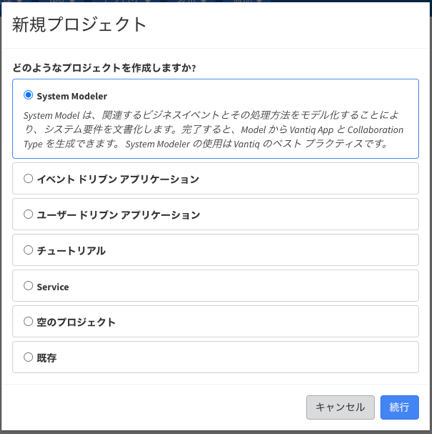 新規プロジェクト
どのようなプロジェクトを作成しますか?
System Modeler
System Model は、関連するビジネスイベントとその処理方法をモデル化することによ
り、システム要件を文書化します。完了すると、Model から Vantiq App と Collaboration
Type を生成できます。 System Modeler の使用は Vantiq のベスト プラクティスです。
イベント ドリブン アプリケーション
ユーザー ドリブン アプリケーション
チュートリアル
Service
空のプロジェクト
既存
キャンセル
続行